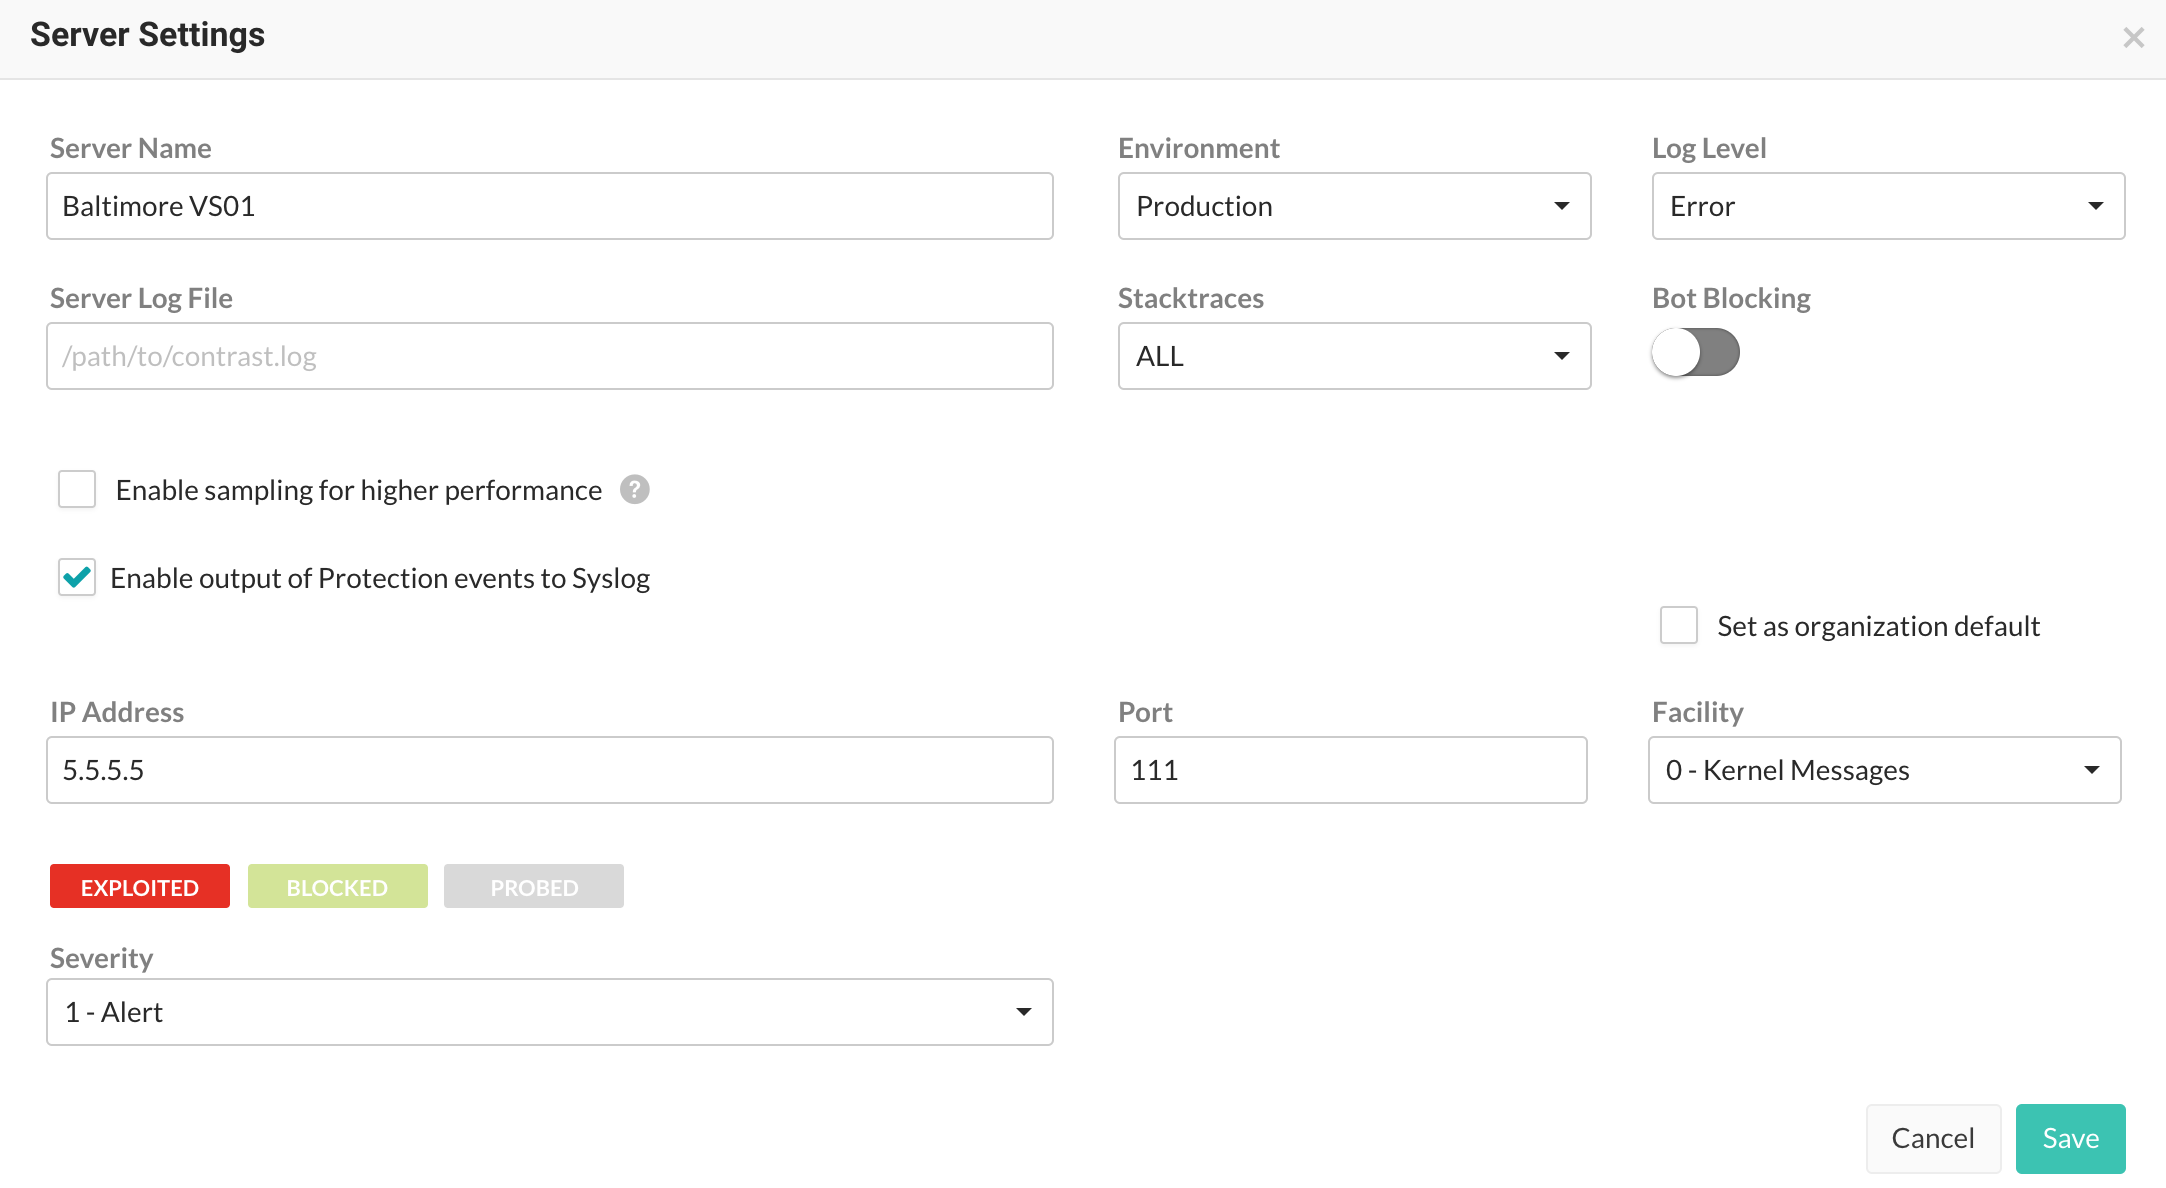 Server Settings
Server Name
Environment
Log Level
Baltimore VS01
Production
Error
Server Log File
Stacktraces
Bot Blocking
/path/to/contrast.log
ALL
Enable sampling for higher performance ?
Enable output of Protection events to Syslog
Set as organization default
IP Address
Port
Facility
5.5.5.5
111
0 - Kernel Messages
EXPLOITED
BLOCKED
PROBED
Severity
1 - Alert
Cancel
Save